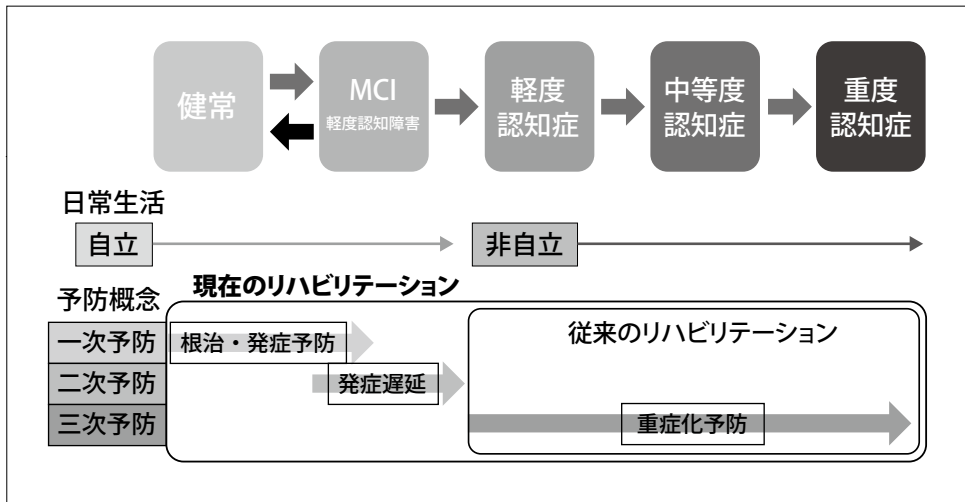 健常
MCI
軽度認知障害
軽度
認知症
中等度
認知症
重度
認知症
日常生活
自立
非自立
予防概念
現在のリハビリテーション
従来のリハビリテーション
一次予防
根治・発症予防
二次予防
発症遅延
三次予防
重症化予防